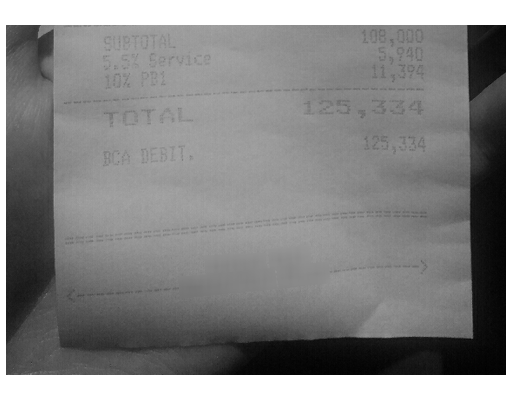 SUBTOTAL 108,000
5.5% Service 5,940
10% PB1 11,394
TOTAL 125,334
BCA DEBIT. 125,334